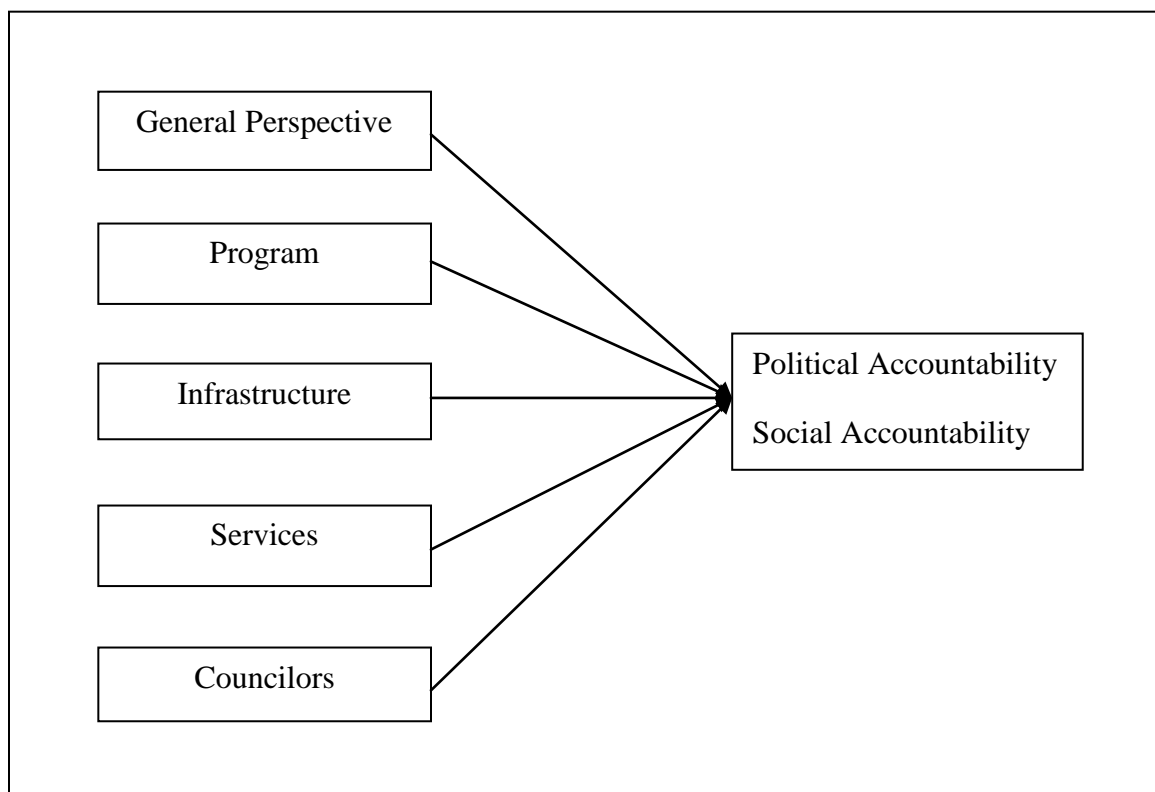 General Perspective
Program
Infrastructure
Services
Councilors
Political Accountability
Social Accountability